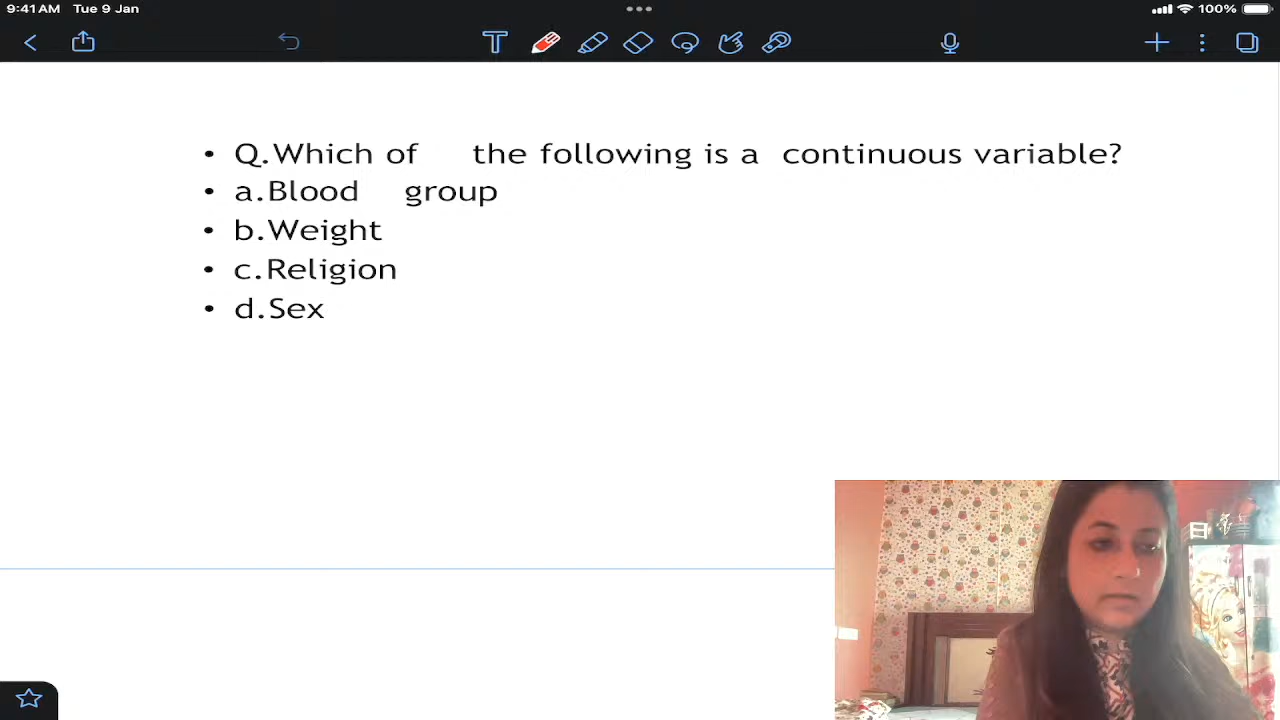 9:41 AM Tue 9 Jan
100%
T
• Q.Which of the following is a continuous variable?
• a.Blood group
• b.Weight
• c.Religion
• d.Sex